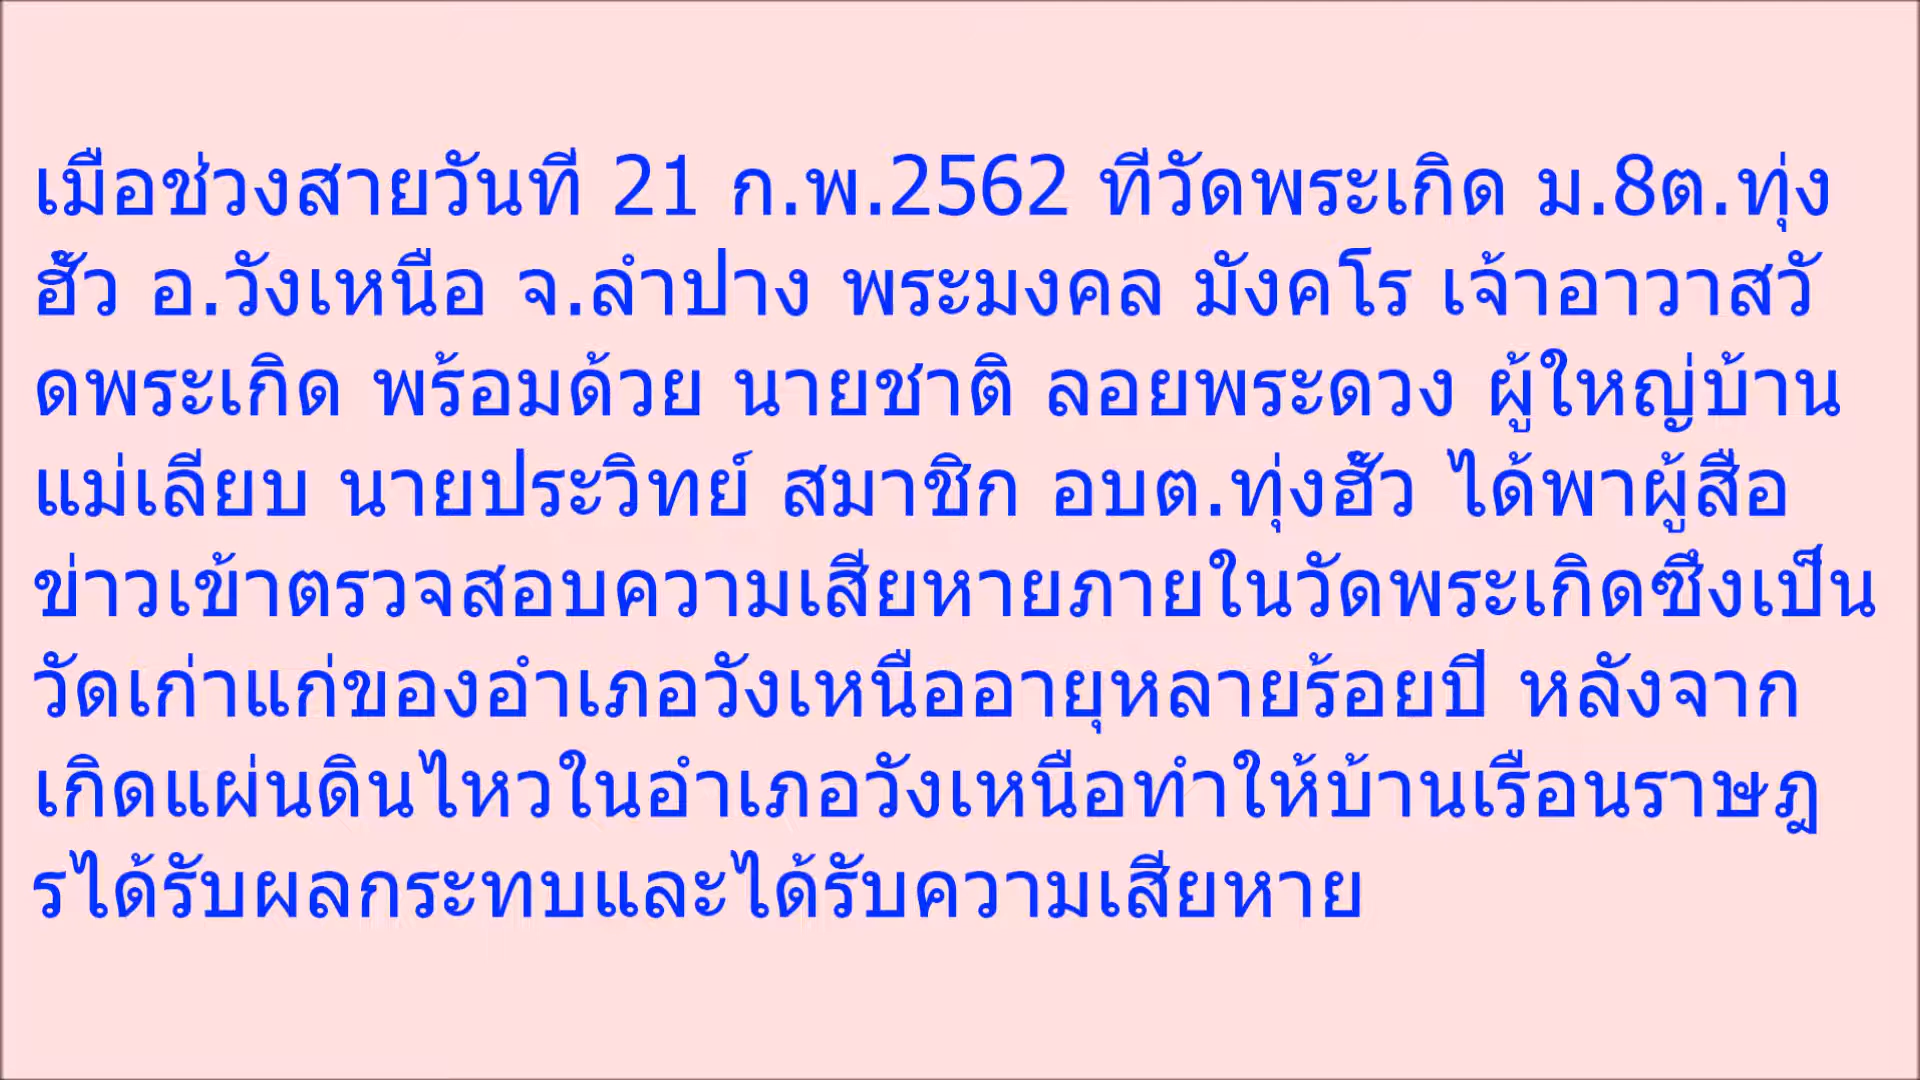 เมื่อช่วงสายวันที่ 21 ก.พ.2562 ที่วัดพระเกิด ม.8ต.ทุ่ง
ฮั้ว อ.วังเหนือ จ.ลำปาง พระมงคล มังคโร เจ้าอาวาสวั
ดพระเกิด พร้อมด้วย นายชาติ ลอยพระดวง ผู้ใหญ่บ้าน
แม่เลียบ นายประวิทย์ สมาชิก อบต.ทุ่งฮั้ว ได้พาผู้สื่อ
ข่าวเข้าตรวจสอบความเสียหายภายในวัดพระเกิดซึ่งเป็น
วัดเก่าแก่ของอำเภอวังเหนืออายุหลายร้อยปี หลังจาก
เกิดแผ่นดินไหวในอำเภอวังเหนือทำให้บ้านเรือนราษฎ
รได้รับผลกระทบและได้รับความเสียหาย